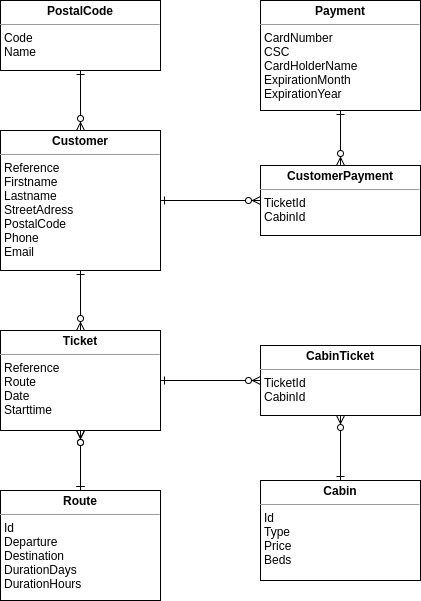 PostalCode
Code
Name
Payment
CardNumber
CSC
CardHolderName
ExpirationMonth
ExpirationYear
Customer
Reference
Firstname
Lastname
StreetAdress
PostalCode
Phone
Email
CustomerPayment
TicketId
CabinId
Ticket
Reference
Route
Date
Starttime
CabinTicket
TicketId
CabinId
Route
Id
Departure
Destination
DurationDays
DurationHours
Cabin
Id
Type
Price
Beds